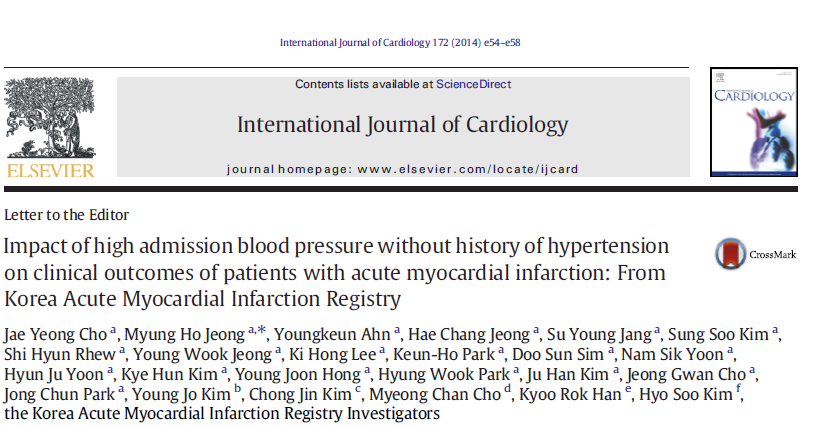 International Journal of Cardiology 172 (2014) e54–e58
Contents lists available at ScienceDirect
International Journal of Cardiology
journal homepage: www.elsevier.com/locate/ijcard
ELSEVIER
CARDIOLOGY
Letter to the Editor
Impact of high admission blood pressure without history of hypertension
on clinical outcomes of patients with acute myocardial infarction: From
Korea Acute Myocardial Infarction Registry
CrossMark
Jae Yeong Cho a, Myung Ho Jeong a,*, Youngkeun Ahn a, Hae Chang Jeong a, Su Young Jang a, Sung Soo Kim a,
Shi Hyun Rhew a, Young Wook Jeong a, Ki Hong Lee a, Keun-Ho Park a, Doo Sun Sim a, Nam Sik Yoon a,
Hyun Ju Yoon a, Kye Hun Kim a, Young Joon Hong a, Hyung Wook Park a, Ju Han Kim a, Jeong Gwan Cho a,
Jong Chun Park a, Young Jo Kim b, Chong Jin Kim c, Myeong Chan Cho d, Kyoo Rok Han e, Hyo Soo Kim f,
the Korea Acute Myocardial Infarction Registry Investigators